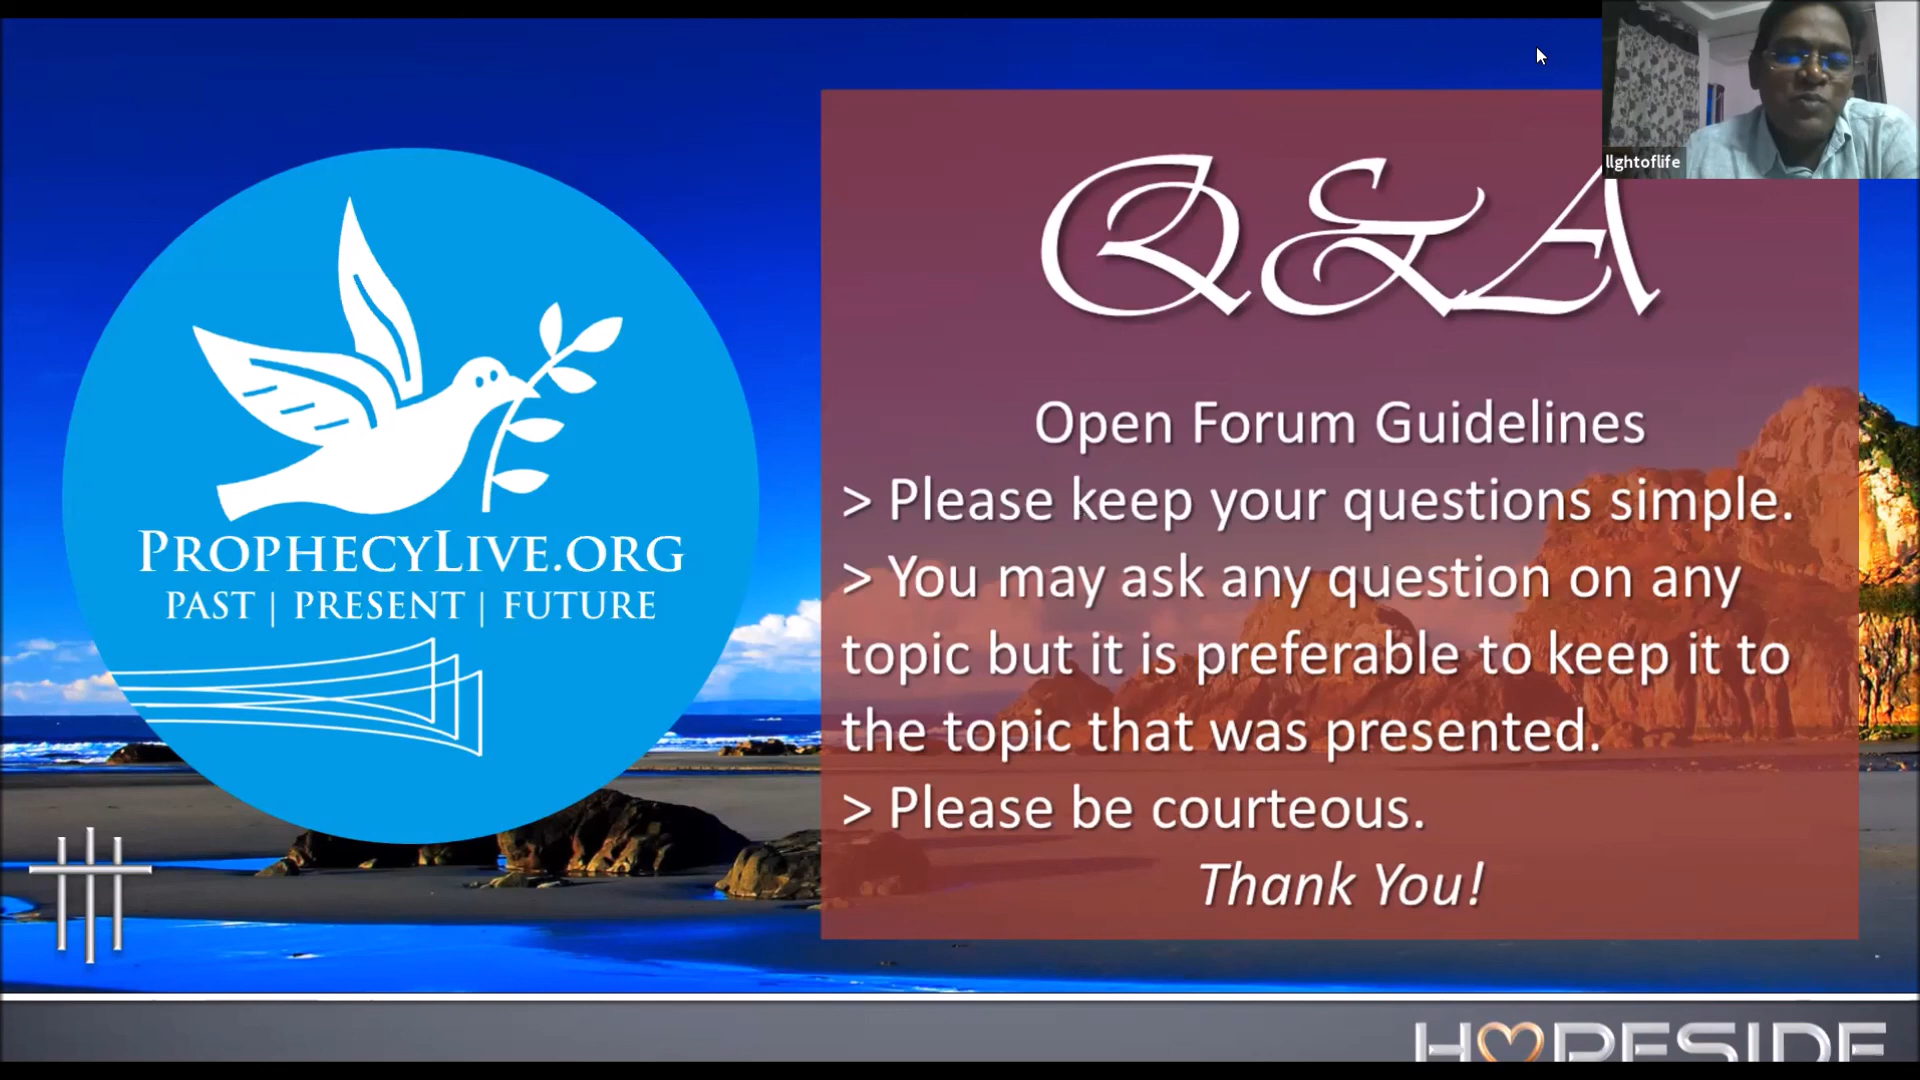 llghtoflife
Q&A
Open Forum Guidelines
> Please keep your questions simple.
> You may ask any question on any
topic but it is preferable to keep it to
the topic that was presented.
> Please be courteous.
Thank You!
PROPHECYLIVE.ORG
PAST | PRESENT | FUTURE
HOPESIDE